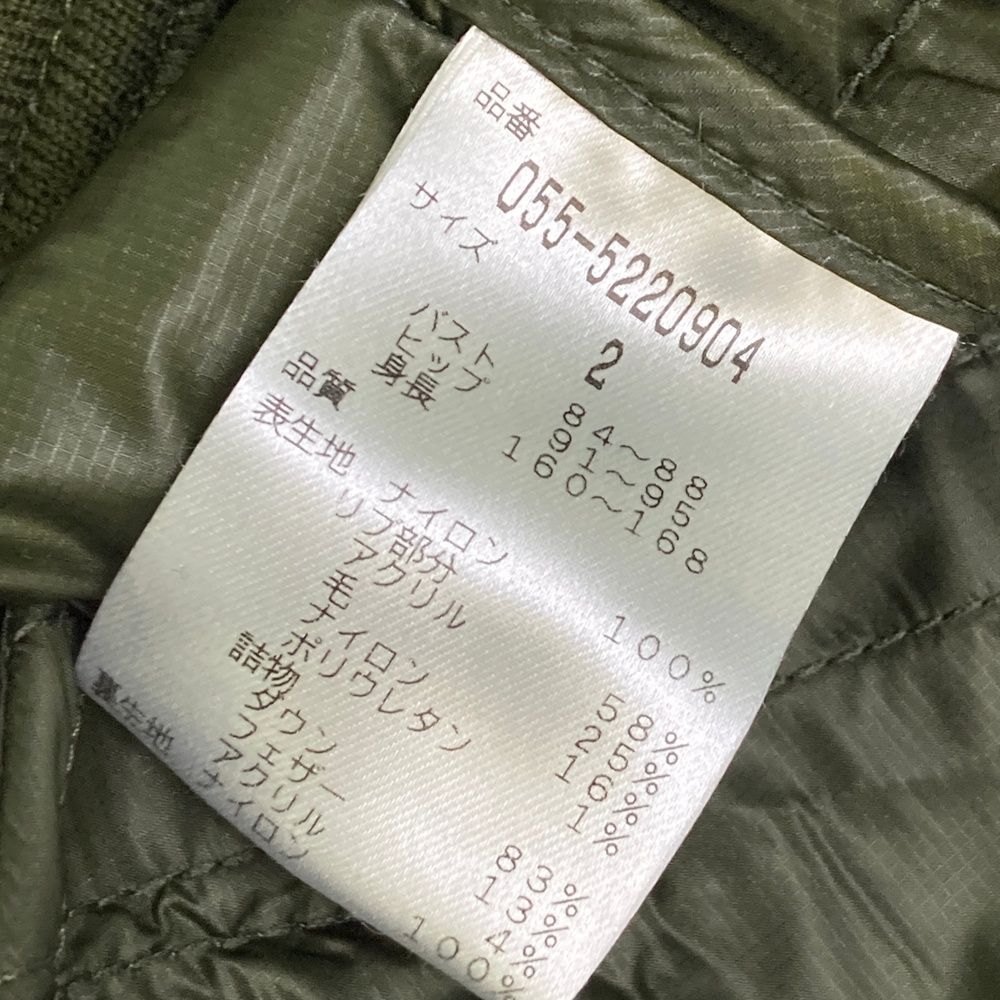 品番
055-5220904
サイズ 2
バスト 84～88
ヒップ 91～95
身長 160～168
品質
表生地 ナイロン 100%
リブ部分
アクリル 58%
毛 25%
ナイロン 16%
ポリウレタン 1%
詰物
ダウン 83%
フェザー 13%
アクリル 4%
裏生地 ナイロン 100%